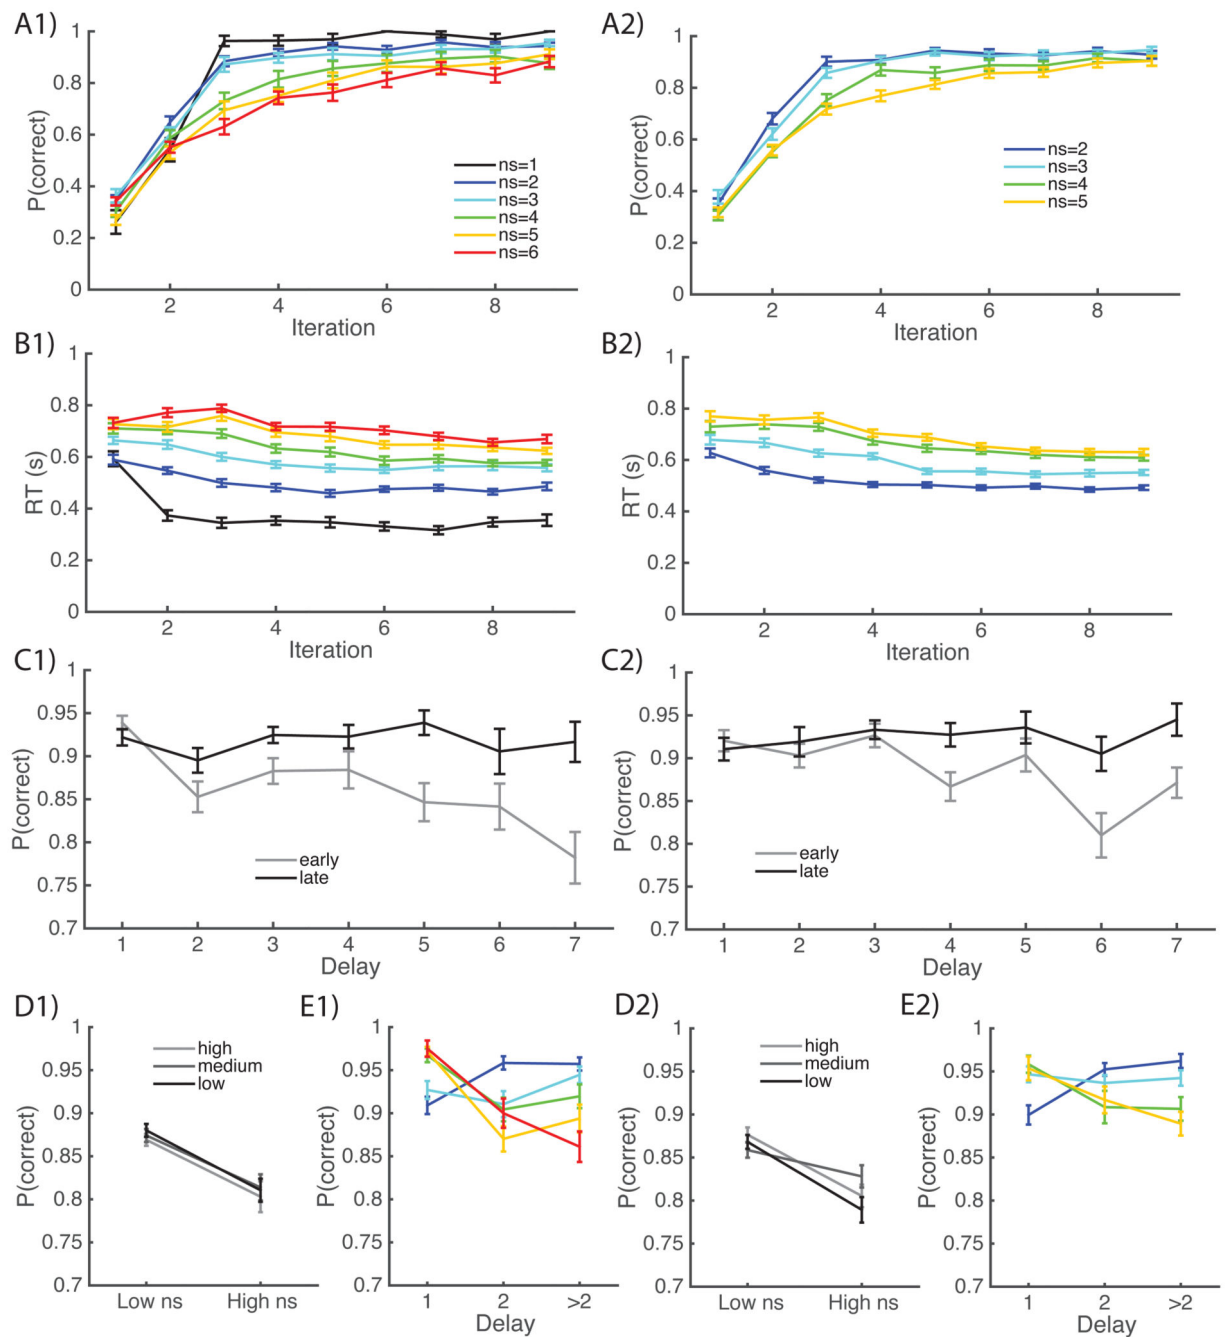 A1)
1
0.8
0.6
0.4
0.2
0
P(correct)
ns=1
ns=2
ns=3
ns=4
ns=5
ns=6
2 4 6 8
Iteration
A2)
1
0.8
0.6
0.4
0.2
0
P(correct)
ns=2
ns=3
ns=4
ns=5
2 4 6 8
Iteration
B1)
1
0.8
0.6
0.4
0.2
0
RT (s)
2 4 6 8
Iteration
B2)
1
0.8
0.6
0.4
0.2
0
RT (s)
2 4 6 8
Iteration
C1)
1
0.95
0.9
0.85
0.8
0.75
0.7
P(correct)
early
late
1 2 3 4 5 6 7
Delay
C2)
1
0.95
0.9
0.85
0.8
0.75
0.7
P(correct)
early
late
1 2 3 4 5 6 7
Delay
D1)
1
0.95
0.9
0.85
0.8
0.75
0.7
P(correct)
high
medium
low
Low ns High ns
E1)
1
0.95
0.9
0.85
0.8
0.75
0.7
P(correct)
1 2 >2
Delay
D2)
1
0.95
0.9
0.85
0.8
0.75
0.7
P(correct)
high
medium
low
Low ns High ns
E2)
1
0.95
0.9
0.85
0.8
0.75
0.7
P(correct)
1 2 >2
Delay